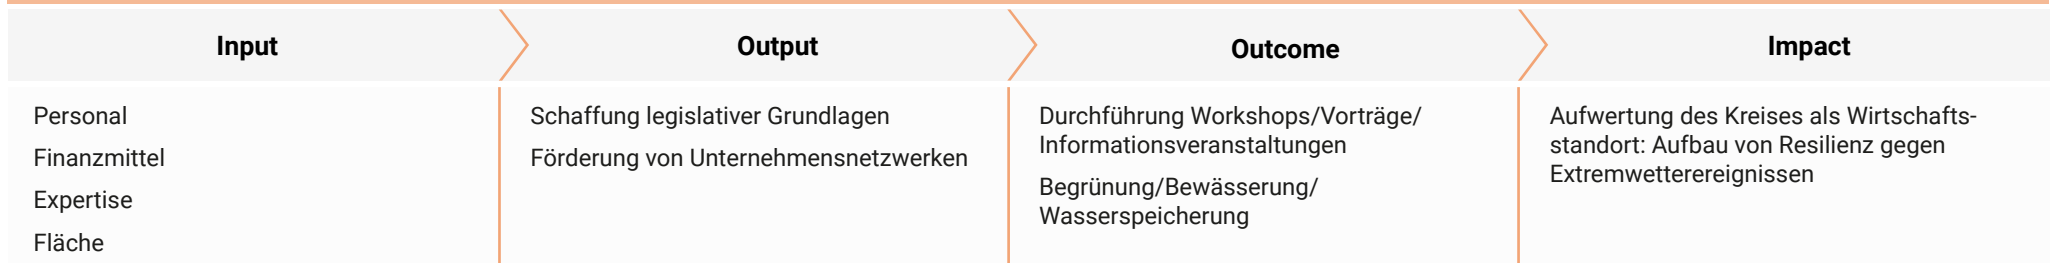 Input
Output
Outcome
Impact
Personal
Finanzmittel
Expertise
Fläche
Schaffung legislativer Grundlagen
Förderung von Unternehmensnetzwerken
Durchführung Workshops/Vorträge/
Informationsveranstaltungen
Begrünung/Bewässerung/
Wasserspeicherung
Aufwertung des Kreises als Wirtschafts-
standort: Aufbau von Resilienz gegen
Extremwetterereignissen